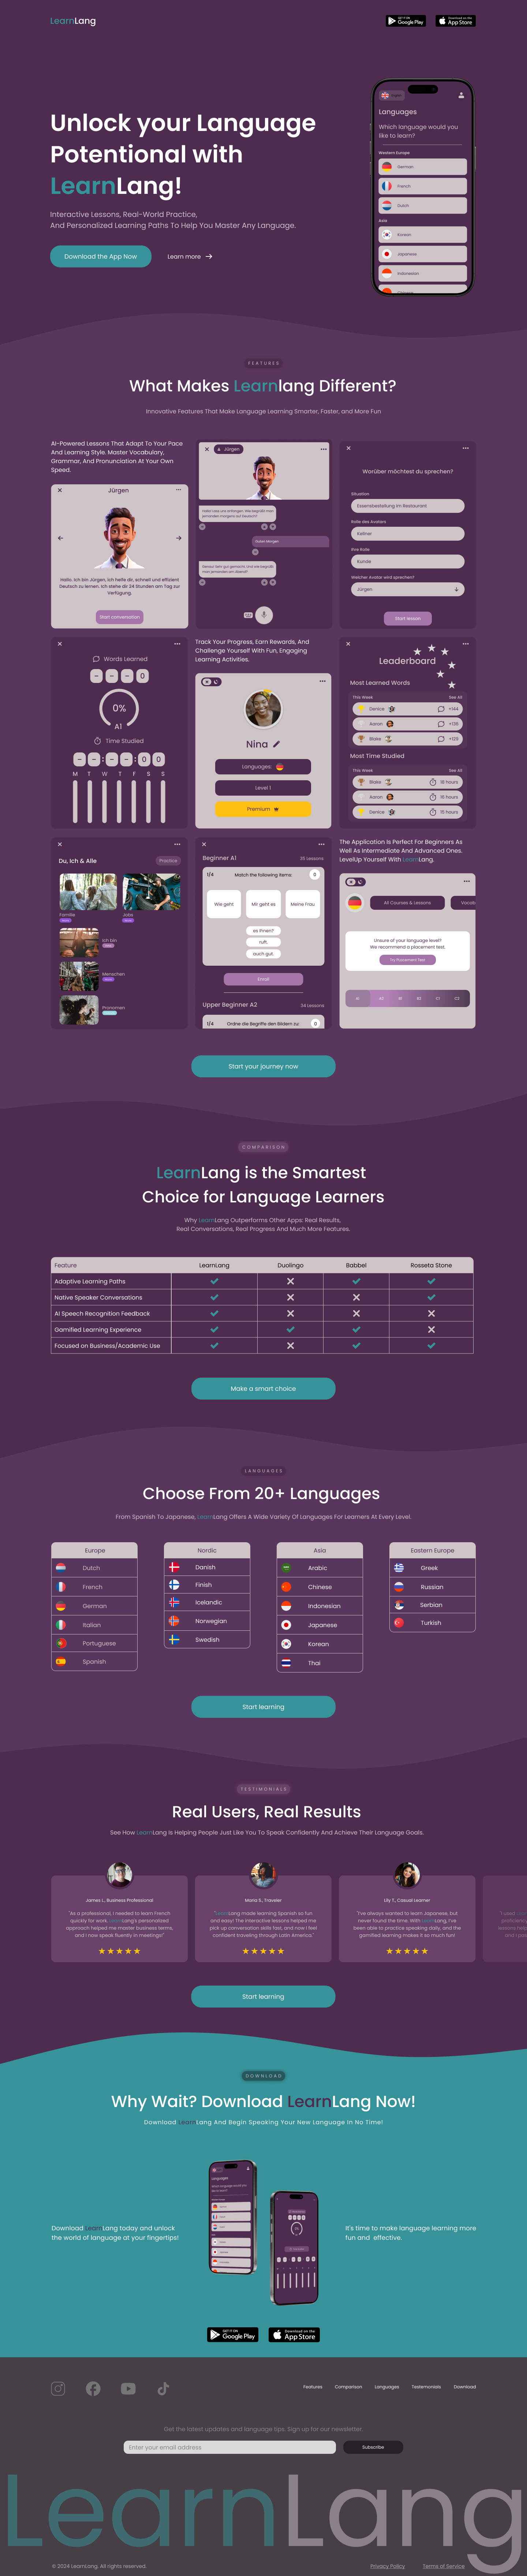 LearnLang
GET IT ON
Google Play
Download on the
App Store
Unlock your Language
Potentional with
LearnLang!
Interactive Lessons, Real-World Practice,
And Personalized Learning Paths To Help You Master Any Language.
Download the App Now
Learn more
Languages
Which language would you
like to learn?
Western Europe
German
French
Dutch
Asia
Korean
Japenese
Indonesian
FEATURES
What Makes Learnlang Different?
Innovative Features That Make Language Learning Smarter, Faster, and More Fun
AI-Powered Lessons That Adapt To Your Pace
And Learning Style. Master Vocabulary,
Grammar, And Pronunciation At Your Own
Speed.
Jürgen
Hallo, ich bin Jürgen, ich helfe dir, schnell und effizient
Deutsch zu lernen. Ich stehe dir 24 Stunden am Tag zur
Verfügung.
Start conversation
Jürgen
Guten Morgen.
Worüber möchtest du sprechen?
Situation
Essensbestellung im Restaurant
Rolle des Avatars
Kellner
Ihre Rolle
Kunde
Welcher Avatar wird sprechen?
Jürgen
Start lesson
Words Learned
- - - 0
0%
A1
Time Studied
- - : - - : 0 0
M T W T F S S
Track Your Progress, Earn Rewards, And
Challenge Yourself With Fun, Engaging
Learning Activities.
Nina
Languages:
Level 1
Premium
Leaderboard
Most Learned Words
This Week
See All
Denice
+144
Aaron
+136
Blake
+129
Most Time Studied
This Week
See All
Blake
19 hours
Aaron
16 hours
Denice
15 hours
Du, Ich & Alle
Practice
Familie
Jobs
Ich bin
Menschen
Pronomen
Beginner A1
35 Lessons
1/4
Match the following items:
0
Wie geht
Mir geht es
Meine Frau
es Ihnen?
ruft.
auch gut.
Enroll
Upper Beginner A2
34 Lessons
1/4
Ordne die Begriffe den Bildern zu:
0
The Application Is Perfect For Beginners As
Well As Intermediate And Advanced Ones.
LevelUp Yourself With LearnLang.
All Courses & Lessons
Vocab
Unsure of your language level?
We recommend a placement test.
Try Placement Test
A1 A2 B1 B2 C1 C2
Start your journey now
COMPARISON
LearnLang is the Smartest
Choice for Language Learners
Why LearnLang Outperforms Other Apps: Real Results,
Real Conversations, Real Progress And Much More Features.
Feature LearnLang Duolingo Babbel Rosseta Stone
Adaptive Learning Paths
Native Speaker Conversations
AI Speech Recognition Feedback
Gamified Learning Experience
Focused on Business/Academic Use
Make a smart choice
LANGUAGES
Choose From 20+ Languages
From Spanish To Japanese, LearnLang Offers A Wide Variety Of Languages For Learners At Every Level.
Europe
Dutch
French
German
Italian
Portuguese
Spanish
Nordic
Danish
Finish
Icelandic
Norwegian
Swedish
Asia
Arabic
Chinese
Indonesian
Japanese
Korean
Thai
Eastern Europe
Greek
Russian
Serbian
Turkish
Start learning
TESTIMONIALS
Real Users, Real Results
See How LearnLang Is Helping People Just Like You To Speak Confidently And Achieve Their Language Goals.
James L., Business Professional
"As a professional, I needed to learn French
quickly for work. LearnLang's personalized
approach helped me master business terms,
and I now speak fluently in meetings!"
Maria S., Traveler
"LearnLang made learning Spanish so fun
and easy! The interactive lessons helped me
pick up conversation skills fast, and now I feel
confident traveling through Latin America."
Lily T., Casual Learner
"I've always wanted to learn Japanese, but
never found the time. With LearnLang, I've
been able to practice speaking daily, and the
gamified learning makes it so much fun!
Start learning
DOWNLOAD
Why Wait? Download LearnLang Now!
Download LearnLang And Begin Speaking Your New Language In No Time!
Download LearnLang today and unlock
the world of language at your fingertips!
It's time to make language learning more
fun and effective.
GET IT ON
Google Play
Download on the
App Store
Features
Comparison
Languages
Testemonials
Download
Get the latest updates and language tips. Sign up for our newsletter.
Enter your email address
Subscribe
LearnLang
© 2024 LearnLang. All rights reserved.
Privacy Policy
Terms of Service